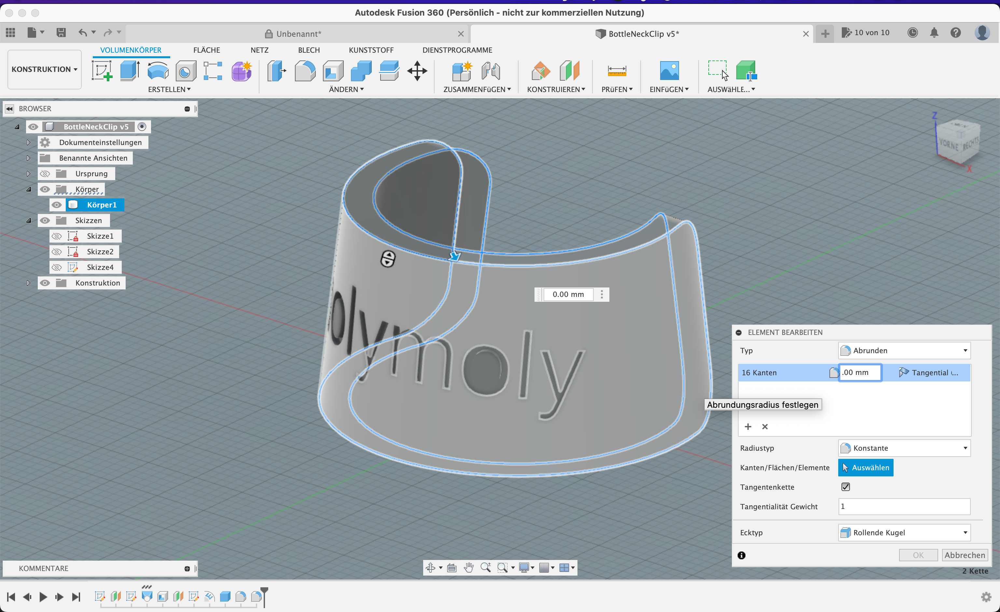 Autodesk Fusion 360 (Persönlich - nicht zur kommerziellen Nutzung)
Unbenannt*
BottleNeckClip v5*
10 von 10
KONSTRUKTION
VOLUMENKÖRPER
FLÄCHE
NETZ
BLECH
KUNSTSTOFF
DIENSTPROGRAMME
ERSTELLEN
ÄNDERN
ZUSAMMENFüGEN
KONSTRUIEREN
PRüFEN
EINFüGEN
AUSWäHLE...
BROWSER
BottleNeckClip v5
Dokumenteinstellungen
Benannte Ansichten
Ursprung
Körper
Körper1
Skizzen
Skizze1
Skizze2
Skizze4
Konstruktion
Z
VORNE
RECHTS
X
0.00 mm
olymoly
ELEMENT BEARBEITEN
Typ
Abrunden
16 Kanten
.00 mm
Tangential (...
Abrundungsradius festlegen
Radiustyp
Konstante
Kanten/Flächen/Elemente
Auswählen
Tangentenkette
Tangentialität Gewicht
1
Ecktyp
Rollende Kugel
OK
Abbrechen
2 Kette
KOMMENTARE